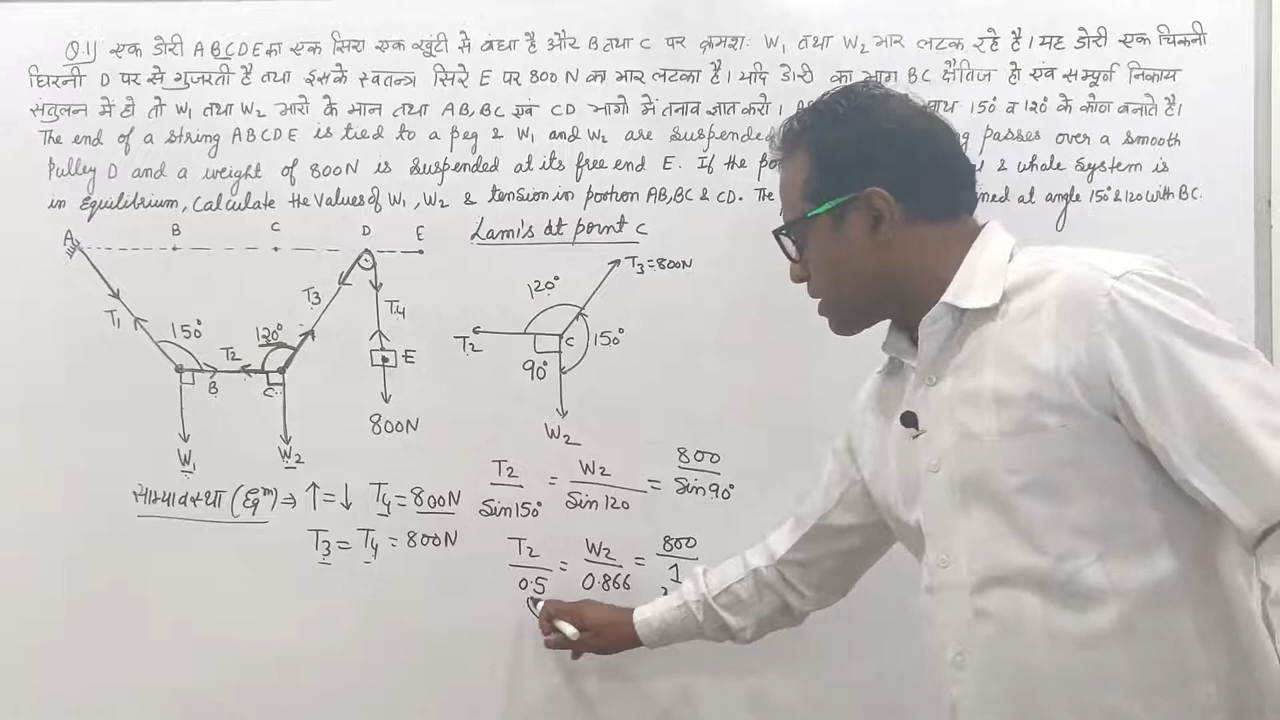 Q.1) एक डोरी ABCDE का एक सिरा एक खूंटी से बंधा है और B तथा C पर क्रमशः W₁ तथा W₂ भार लटक रहे है। यह डोरी एक चिकनी
घिरनी D पर से गुजरती है तथा इसके स्वतन्त्र सिरे E पर 800 N का भार लटका है। यदि डोरी का भाग BC क्षैतिज हो एंव सम्पूर्ण निकाय
संतुलन में हो तो W₁ तथा W₂ भारो के मान तथा AB, BC एवं CD भागो में तनाव ज्ञात करो। 150° व 120° के कोण बनाते है।
The end of a string ABCDE is tied to a peg & W₁ and W₂ are suspended passes over a smooth
Pulley D and a weight of 800N is suspended at its free end E. If the & whole system is
in Equilibrium, Calculate the Values of W₁, W₂ & tension in portion AB, BC & CD. The at angle 150° & 120 with BC.
A B C D E
T₁ 150° T₂ 120° T₃ T₄
B C E
800N
W₁ W₂
साम्यावस्था (Eqᵐ) ⇒ ↑=↓ T₄ = 800N
T₃ = T₄ = 800N
Lami's at point C
T₃=800N
120°
T₂ C 150°
90°
W₂
T₂/Sin150° = W₂/Sin120 = 800/Sin90°
T₂/0.5 = W₂/0.866 = 800/1